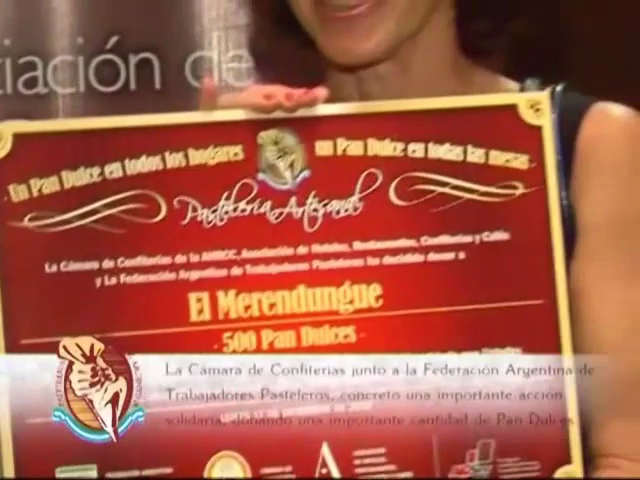 ciación de
Un Pan Dulce en todos los hogares un Pan Dulce en todas las mesas
Pastelería Artesanal
La Cámara de Confiterías de la AHRCC, Asociación de Hoteles, Restaurantes, Confiterías y Cafés
y La Federación Argentina de Trabajadores Pasteleros ha decidido donar a
El Merendungue
- 500 Pan Dulces -
La Cámara de Confiterias junto a la Federación Argentina de
Trabajadores Pasteleros, concreto una importante acción
solidaria, donando una importante cantidad de Pan Dulces
A